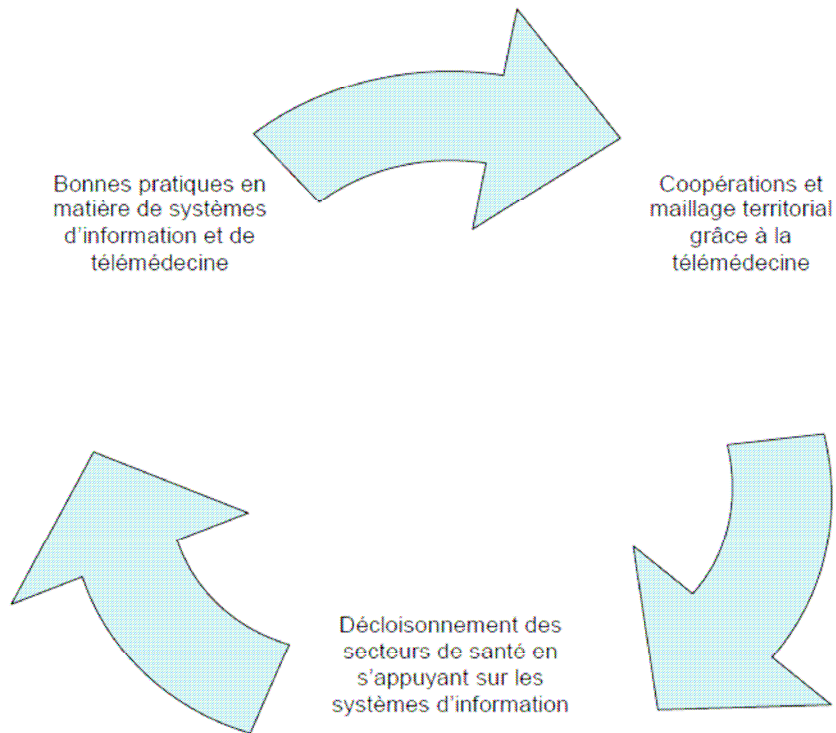 Bonnes pratiques en
matière de systèmes
d'information et de
télémédecine
Coopérations et
maillage territorial
grâce à la
télémédecine
Décloisonnement des
secteurs de santé en
s'appuyant sur les
systèmes d'information